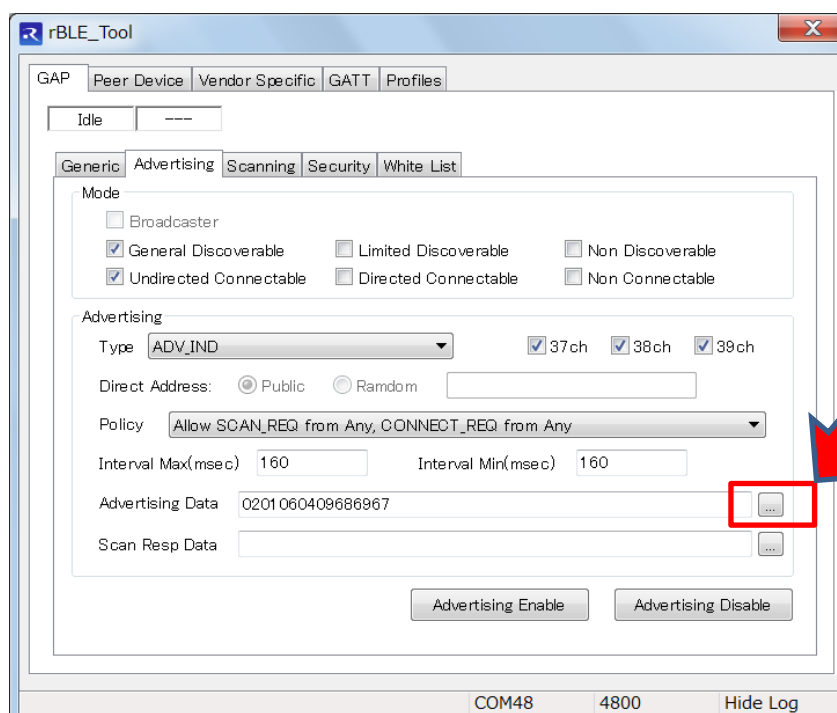 rBLE_Tool
GAP Peer Device Vendor Specific GATT Profiles
Idle ---
Generic Advertising Scanning Security White List
Mode
Broadcaster
General Discoverable Limited Discoverable Non Discoverable
Undirected Connectable Directed Connectable Non Connectable
Advertising
Type ADV_IND 37ch 38ch 39ch
Direct Address: Public Ramdom
Policy Allow SCAN_REQ from Any, CONNECT_REQ from Any
Interval Max(msec) 160 Interval Min(msec) 160
Advertising Data 0201060409686967 ...
Scan Resp Data ...
Advertising Enable Advertising Disable
COM48 4800 Hide Log